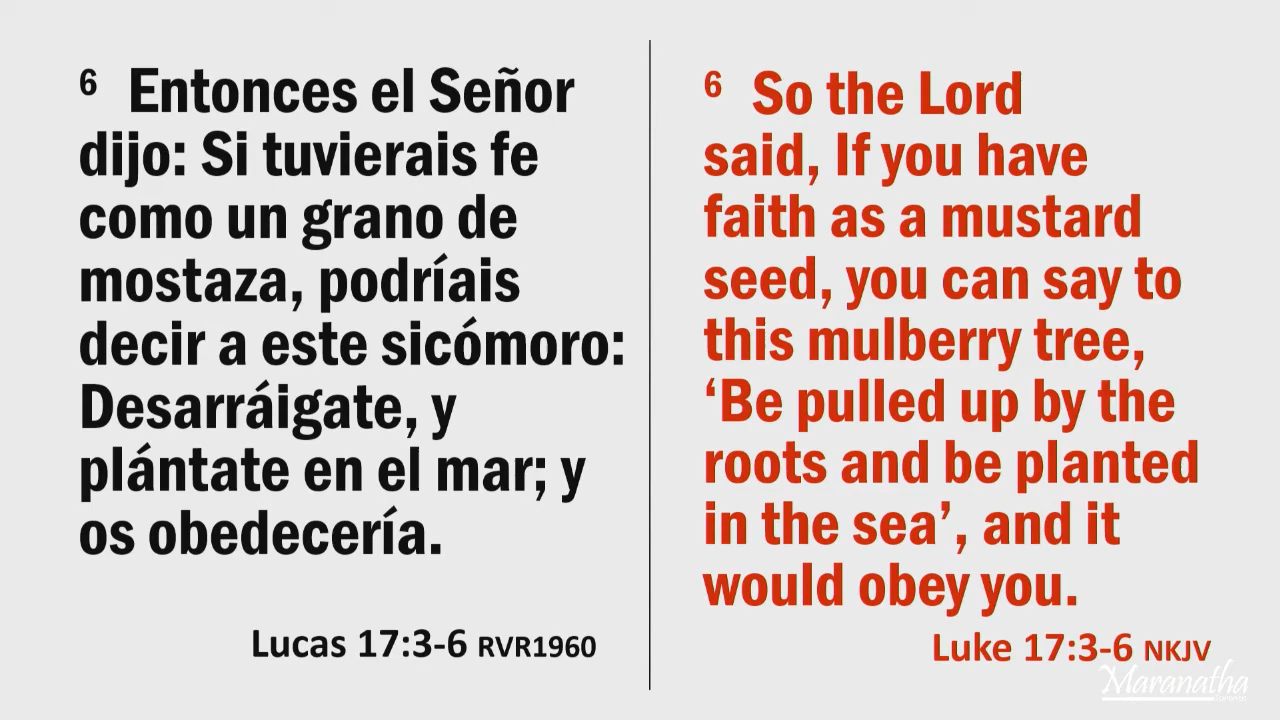 6 Entonces el Señor
dijo: Si tuvierais fe
como un grano de
mostaza, podríais
decir a este sicómoro:
Desarráigate, y
plántate en el mar; y
os obedecería.
Lucas 17:3-6 RVR1960
6 So the Lord
said, If you have
faith as a mustard
seed, you can say to
this mulberry tree,
‘Be pulled up by the
roots and be planted
in the sea’, and it
would obey you.
Luke 17:3-6 NKJV
Maranatha